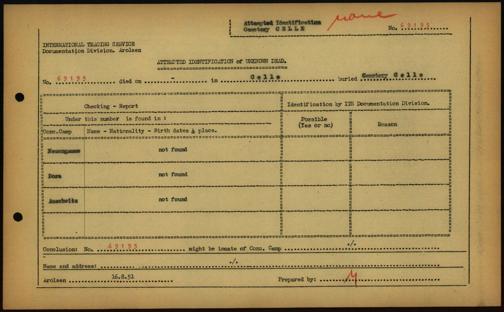 Attempted Identification
Cemetery CELLE
none
No. 69195
INTERNATIONAL TRACING SERVICE
Documentation Division, Arolsen
ATTEMPTED IDENTIFICATION of UNKNOWN DEAD.
No. 69195 died on - in Celle buried Cemetery Celle
Checking - Report
Identification by ITS Documentation Division.
Under this number is found in:
Possible (Yes or no)
Reason
Conc.Camp
Name - Nationality - Birth dates & place.
Neuengamme not found
Dora not found
Auschwitz not found
Conclusion: No. 69195 might be inmate of Conc. Camp ./.
Name and address: ./.
Arolsen 16.8.51 Prepared by: